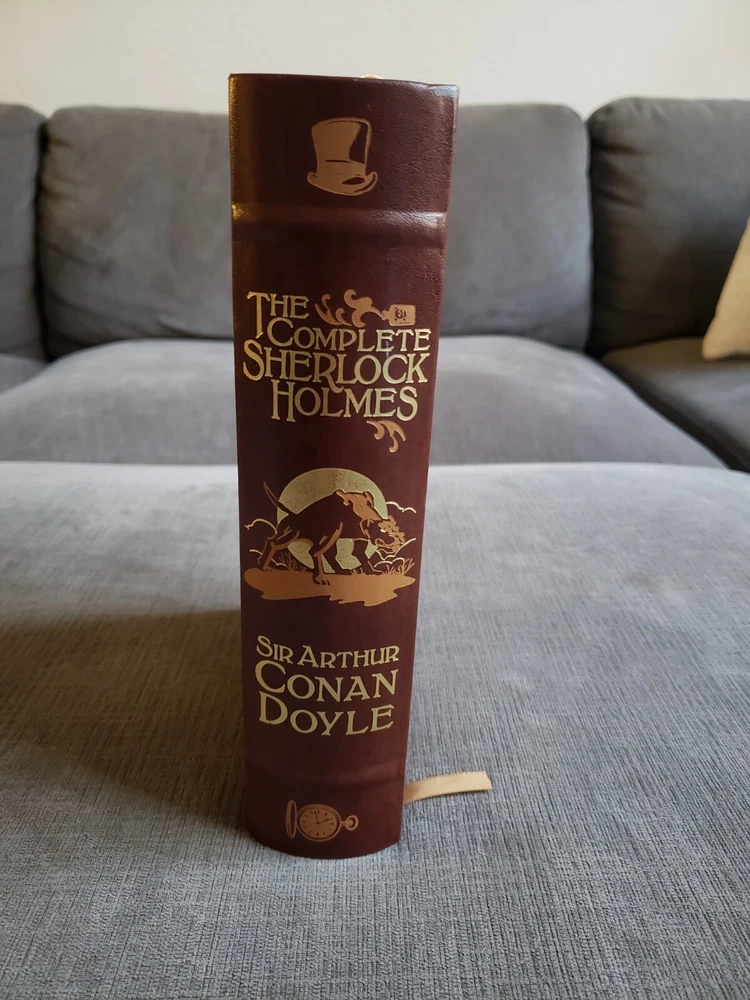 THE
COMPLETE
SHERLOCK
HOLMES
SIR ARTHUR
CONAN
DOYLE